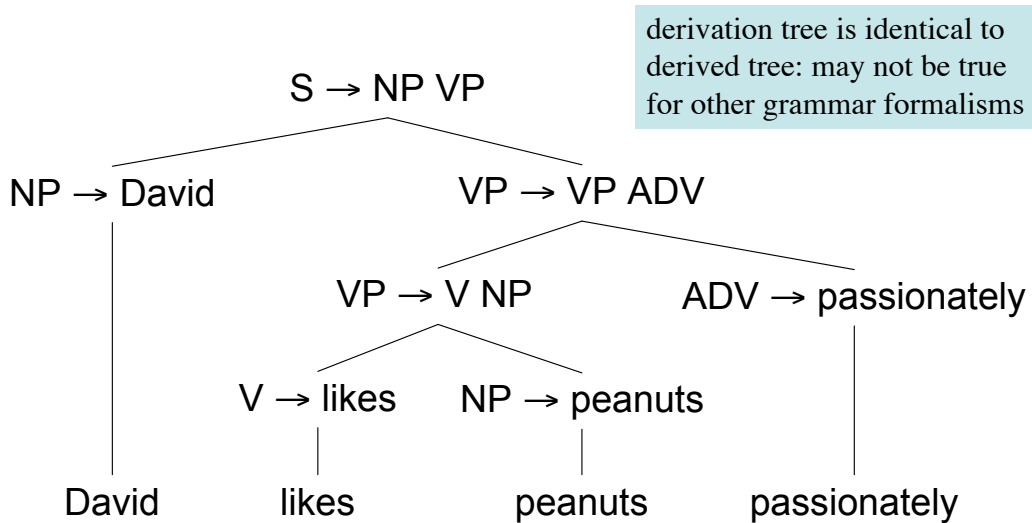 derivation tree is identical to
derived tree: may not be true
for other grammar formalisms
S → NP VP
NP → David
VP → VP ADV
VP → V NP
ADV → passionately
V → likes
NP → peanuts
David
likes
peanuts
passionately